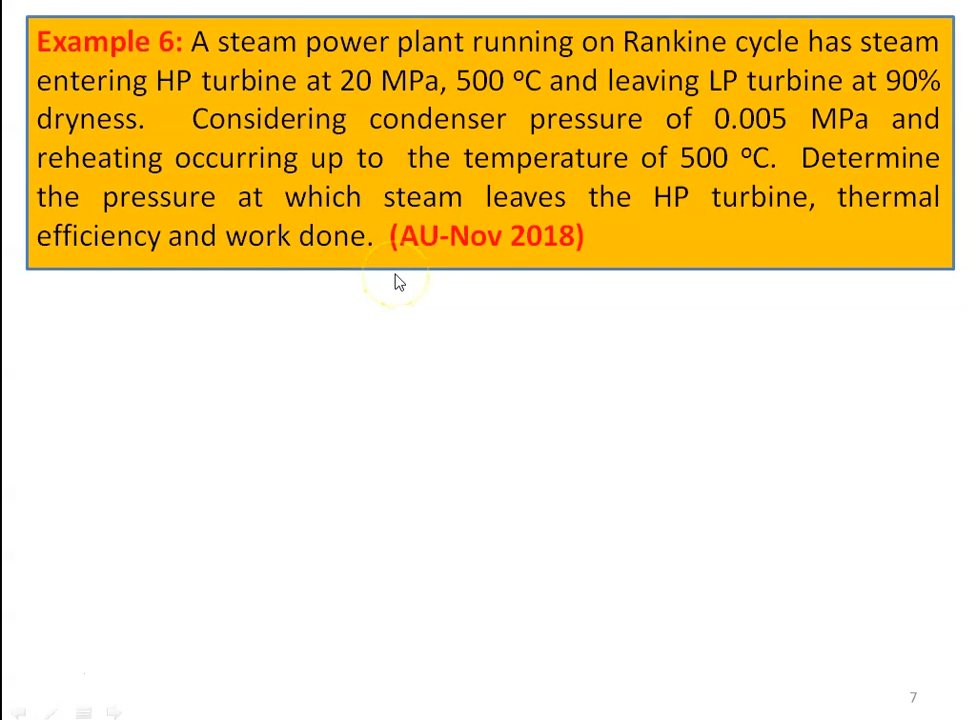 Example 6: A steam power plant running on Rankine cycle has steam
entering HP turbine at 20 MPa, 500 ºC and leaving LP turbine at 90%
dryness. Considering condenser pressure of 0.005 MPa and
reheating occurring up to the temperature of 500 ºC. Determine
the pressure at which steam leaves the HP turbine, thermal
efficiency and work done. (AU-Nov 2018)
7